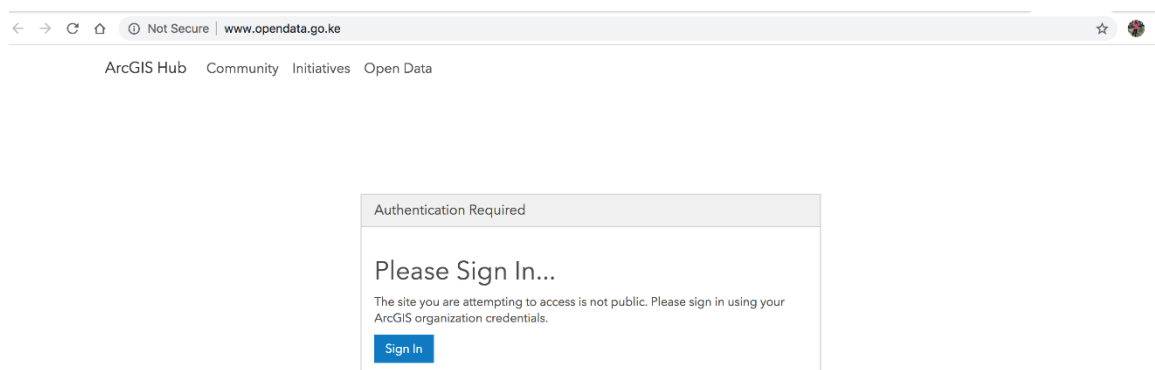 Not Secure | www.opendata.go.ke
ArcGIS Hub Community Initiatives Open Data
Authentication Required
Please Sign In...
The site you are attempting to access is not public. Please sign in using your
ArcGIS organization credentials.
Sign In